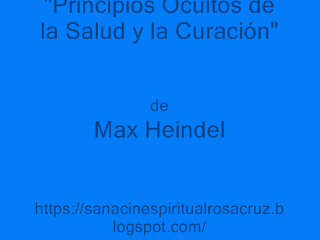 "Principios Ocultos de
la Salud y la Curación"
de
Max Heindel
https://sanacinespiritualrosacruz.b
logspot.com/